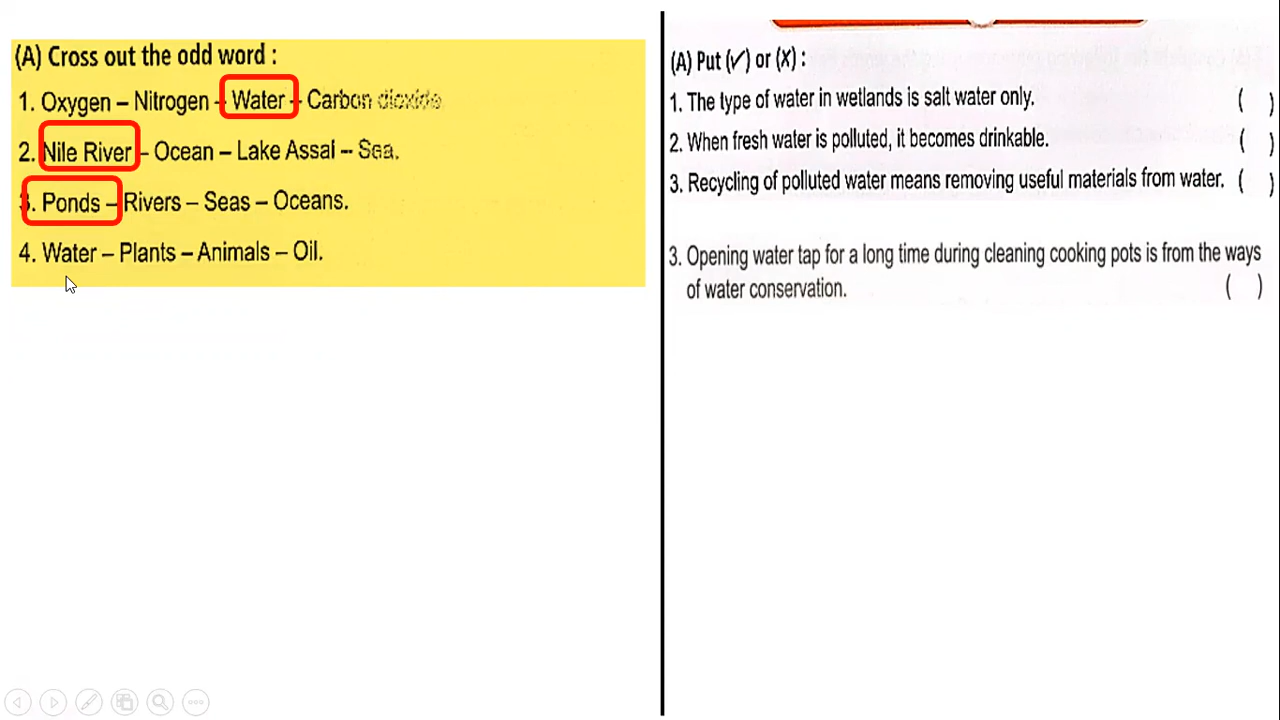 (A) Cross out the odd word :
1. Oxygen – Nitrogen – Water – Carbon dioxide
2. Nile River – Ocean – Lake Assal – Sea.
3. Ponds – Rivers – Seas – Oceans.
4. Water – Plants – Animals – Oil.
(A) Put (✓) or (X) :
1. The type of water in wetlands is salt water only. ( )
2. When fresh water is polluted, it becomes drinkable. ( )
3. Recycling of polluted water means removing useful materials from water. ( )
3. Opening water tap for a long time during cleaning cooking pots is from the ways
of water conservation. ( )